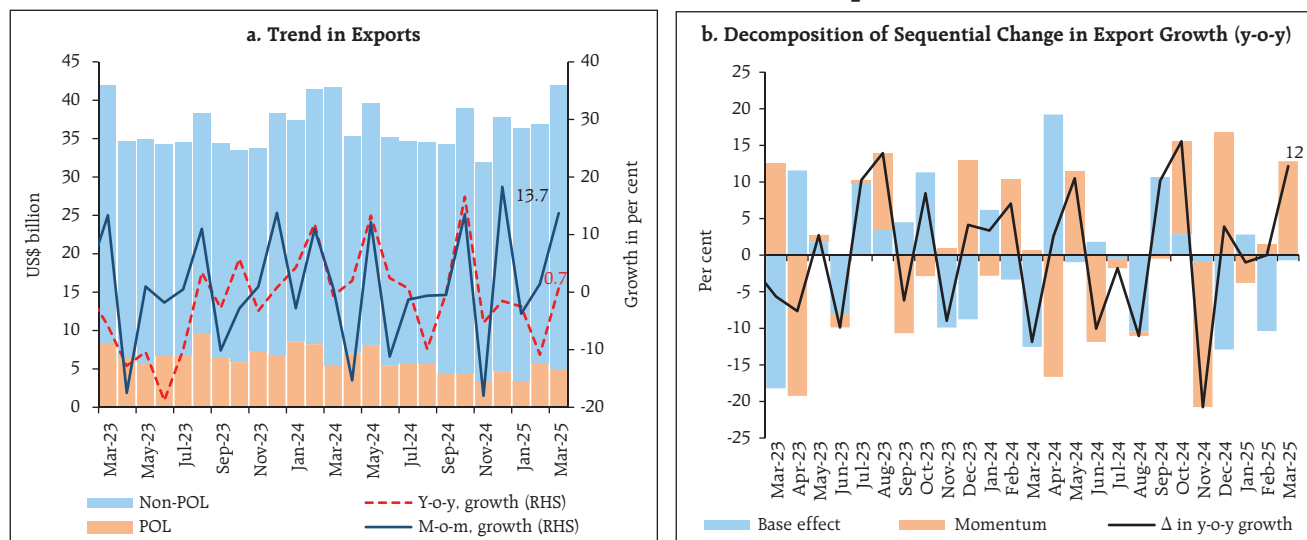 a. Trend in Exports
45
40
35
30
25
20
15
10
5
0
US$ billion
40
30
20
10
0
-10
-20
Growth in per cent
13.7
0.7
Mar-23
May-23
Jul-23
Sep-23
Nov-23
Jan-24
Mar-24
May-24
Jul-24
Sep-24
Nov-24
Jan-25
Mar-25
Non-POL
Y-o-y, growth (RHS)
POL
M-o-m, growth (RHS)
b. Decomposition of Sequential Change in Export Growth (y-o-y)
25
20
15
10
5
0
-5
-10
-15
-20
-25
Per cent
12
Mar-23
Apr-23
May-23
Jun-23
Jul-23
Aug-23
Sep-23
Oct-23
Nov-23
Dec-23
Jan-24
Feb-24
Mar-24
Apr-24
May-24
Jun-24
Jul-24
Aug-24
Sep-24
Oct-24
Nov-24
Dec-24
Jan-25
Feb-25
Mar-25
Base effect
Momentum
Δ in y-o-y growth